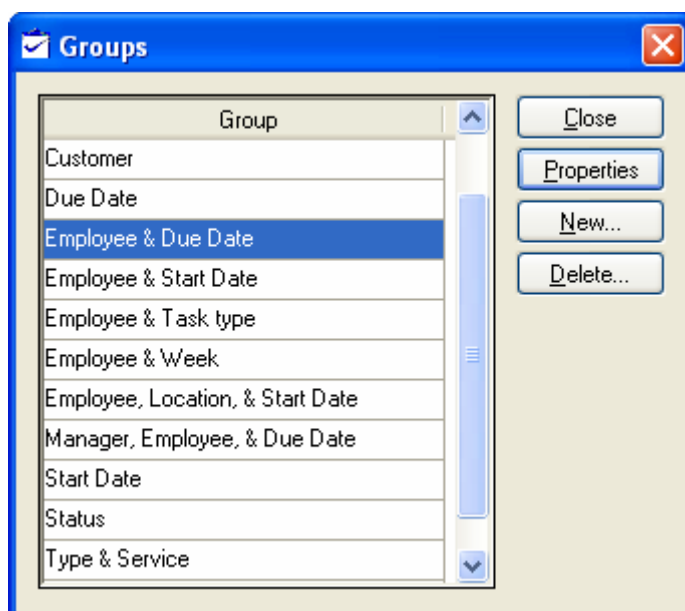 Groups
Group
Customer
Due Date
Employee & Due Date
Employee & Start Date
Employee & Task type
Employee & Week
Employee, Location, & Start Date
Manager, Employee, & Due Date
Start Date
Status
Type & Service
Close
Properties
New...
Delete...